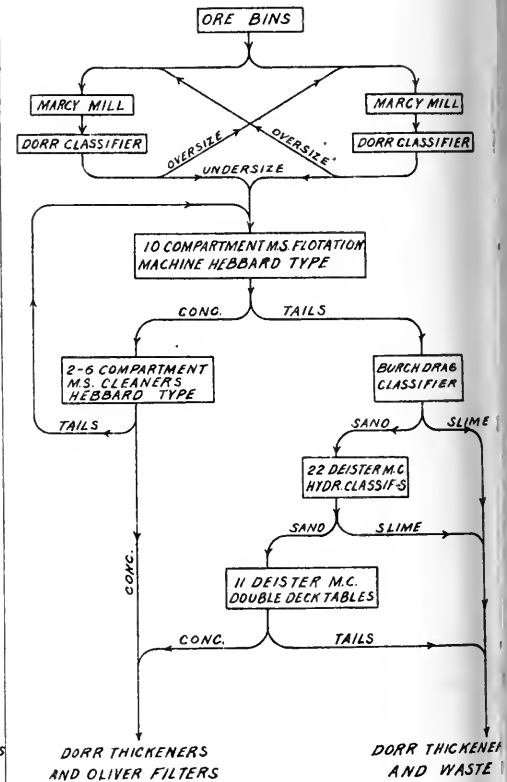 ORE BINS
MARCY MILL
MARCY MILL
DORR CLASSIFIER
DORR CLASSIFIER
OVERSIZE
OVERSIZE
UNDERSIZE
10 COMPARTMENT M.S. FLOTATION
MACHINE HEBBARD TYPE
CONC.
TAILS
2-6 COMPARTMENT
M.S. CLEANERS
HEBBARD TYPE
BURCH DRAG
CLASSIFIER
TAILS
SAND
SLIME
22 DEISTER M.C.
HYDR. CLASSIF-S
SAND
SLIME
11 DEISTER M.C.
DOUBLE DECK TABLES
CONC.
CONC.
TAILS
S
DORR THICKENERS
AND OLIVER FILTERS
DORR THICKENER
AND WASTE